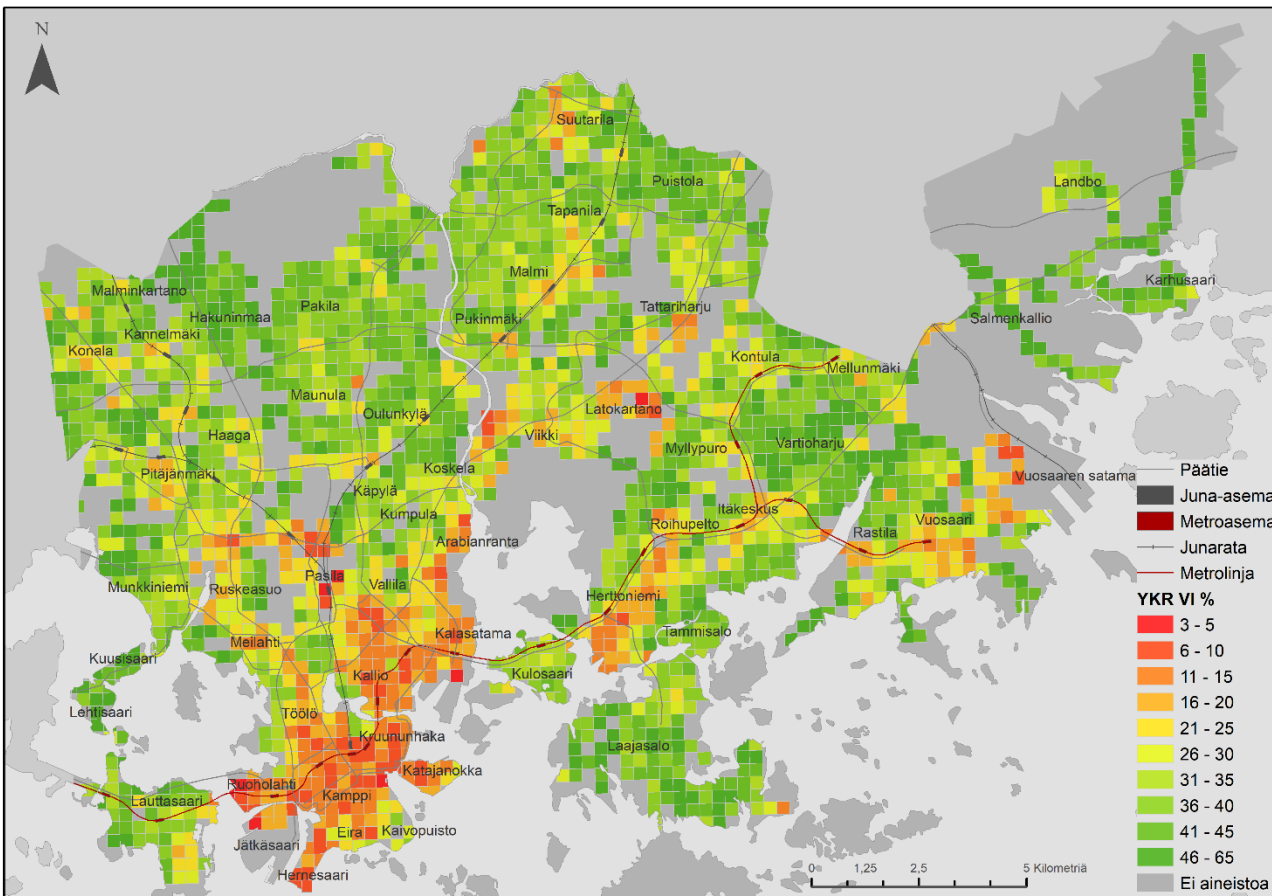 N
Suutarila
Puistola
Landbo
Tapanila
Malmi
Karhusaari
Malminkartano
Hakuninmaa
Pakila
Tattariharju
Salmenkallio
Pukinmäki
Kannelmäki
Konala
Kontula
Mellunmäki
Maunula
Oulunkylä
Latokartano
Haaga
Viikki
Vartioharju
Myllypuro
Koskela
Pitäjänmäki
Vuosaaren satama
Käpylä
Kumpula
Itäkeskus
Roihupelto
Vuosaari
Rastila
Arabianranta
Pasila
Vallila
Munkkiniemi
Ruskeasuo
Herttoniemi
Meilahti
Kalasatama
Tammisalo
Kuusisaari
Kallio
Kulosaari
Lehtisaari
Töölö
Kruununhaka
Laajasalo
Katajanokka
Ruoholahti
Kamppi
Lauttasaari
Eira
Kaivopuisto
Jätkäsaari
Hernesaari
Päätie
Juna-asema
Metroasema
Junarata
Metrolinja
YKR VI %
3 - 5
6 - 10
11 - 15
16 - 20
21 - 25
26 - 30
31 - 35
36 - 40
41 - 45
46 - 65
Ei aineistoa
0 1,25 2,5 5 Kilometriä